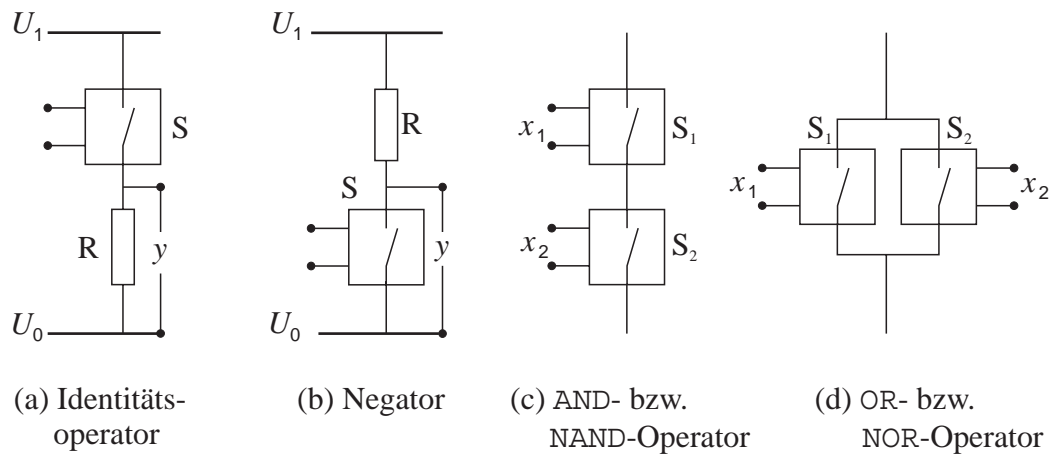 U₁
S
R
y
U₀
(a) Identitäts-
operator
U₁
R
S
y
U₀
(b) Negator
x₁
S₁
x₂
S₂
(c) AND- bzw.
NAND-Operator
S₁
S₂
x₁
x₂
(d) OR- bzw.
NOR-Operator